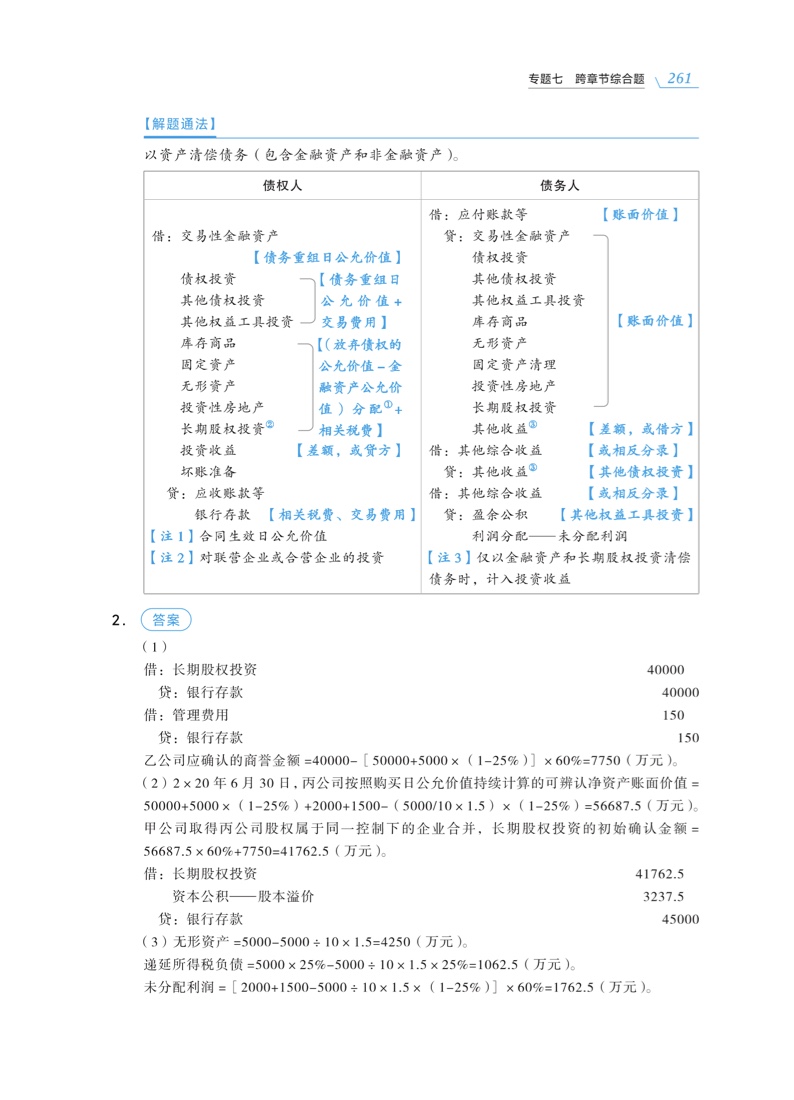 专题七 跨章节综合题 261
【解题通法】
以资产清偿债务（包含金融资产和非金融资产）。
债权人
借：交易性金融资产
【债务重组日公允价值】
债权投资 【债务重组日
其他债权投资 公允价值+
其他权益工具投资 交易费用】
库存商品 【（放弃债权的
固定资产 公允价值-金
无形资产 融资产公允价
投资性房地产 值）分配①+
长期股权投资② 相关税费】
投资收益 【差额，或贷方】
坏账准备
贷：应收账款等
银行存款 【相关税费、交易费用】
【注1】合同生效日公允价值
【注2】对联营企业或合营企业的投资
债务人
借：应付账款等 【账面价值】
贷：交易性金融资产
债权投资
其他债权投资
其他权益工具投资
库存商品 【账面价值】
无形资产
固定资产清理
投资性房地产
长期股权投资
其他收益③ 【差额，或借方】
借：其他综合收益 【或相反分录】
贷：其他收益③ 【其他债权投资】
借：其他综合收益 【或相反分录】
贷：盈余公积 【其他权益工具投资】
利润分配——未分配利润
【注3】仅以金融资产和长期股权投资清偿
债务时，计入投资收益
2. 答案
（1）
借：长期股权投资 40000
贷：银行存款 40000
借：管理费用 150
贷：银行存款 150
乙公司应确认的商誉金额=40000-［50000+5000×（1-25%）］×60%=7750（万元）。
（2）2×20年6月30日，丙公司按照购买日公允价值持续计算的可辨认净资产账面价值=
50000+5000×（1-25%）+2000+1500-（5000/10×1.5）×（1-25%）=56687.5（万元）。
甲公司取得丙公司股权属于同一控制下的企业合并，长期股权投资的初始确认金额=
56687.5×60%+7750=41762.5（万元）。
借：长期股权投资 41762.5
资本公积——股本溢价 3237.5
贷：银行存款 45000
（3）无形资产=5000-5000÷10×1.5=4250（万元）。
递延所得税负债=5000×25%-5000÷10×1.5×25%=1062.5（万元）。
未分配利润=［2000+1500-5000÷10×1.5×（1-25%）］×60%=1762.5（万元）。